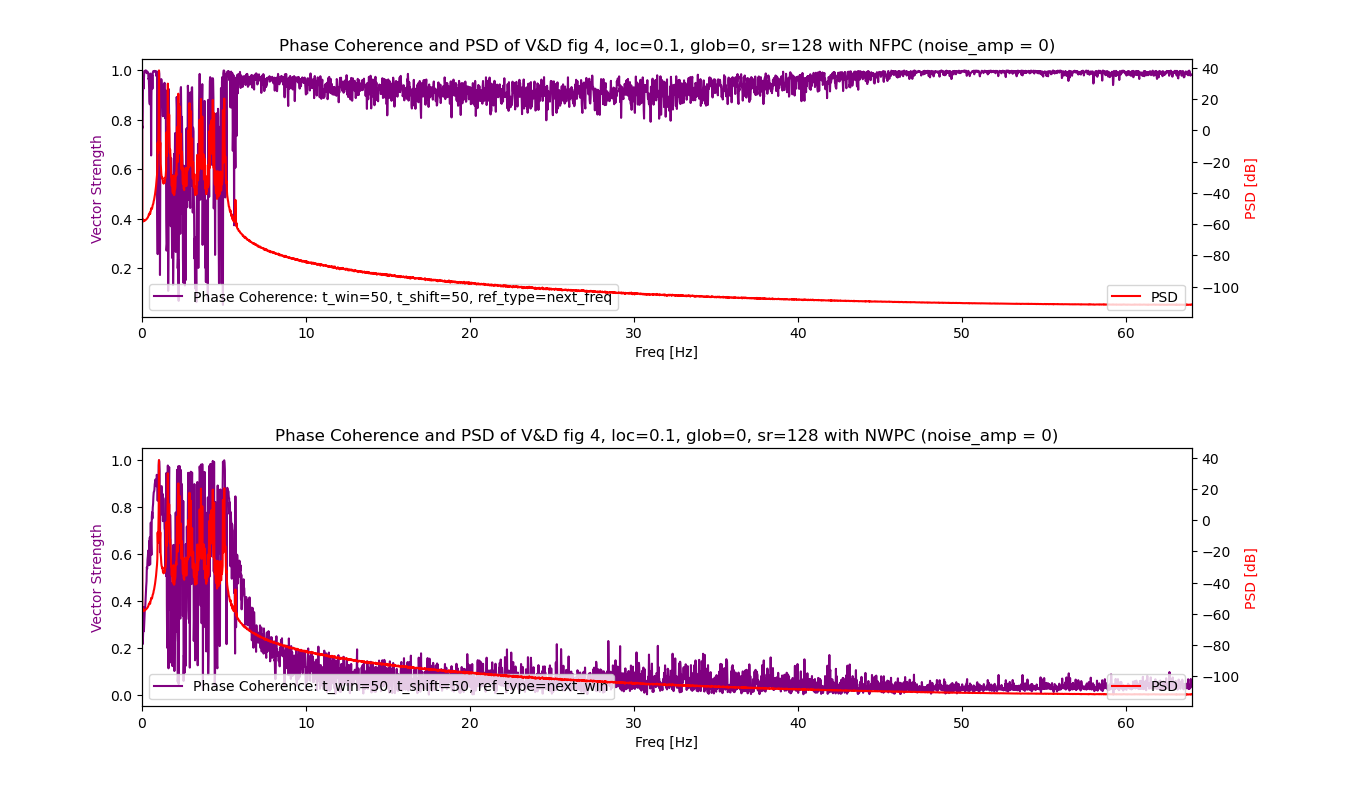 Phase Coherence and PSD of V&D fig 4, loc=0.1, glob=0, sr=128 with NFPC (noise_amp = 0)
1.0
0.8
0.6
0.4
0.2
Vector Strength
40
20
0
−20
−40
−60
−80
−100
PSD [dB]
Phase Coherence: t_win=50, t_shift=50, ref_type=next_freq
PSD
0 10 20 30 40 50 60
Freq [Hz]
Phase Coherence and PSD of V&D fig 4, loc=0.1, glob=0, sr=128 with NWPC (noise_amp = 0)
1.0
0.8
0.6
0.4
0.2
0.0
Vector Strength
40
20
0
−20
−40
−60
−80
−100
PSD [dB]
Phase Coherence: t_win=50, t_shift=50, ref_type=next_win
PSD
0 10 20 30 40 50 60
Freq [Hz]